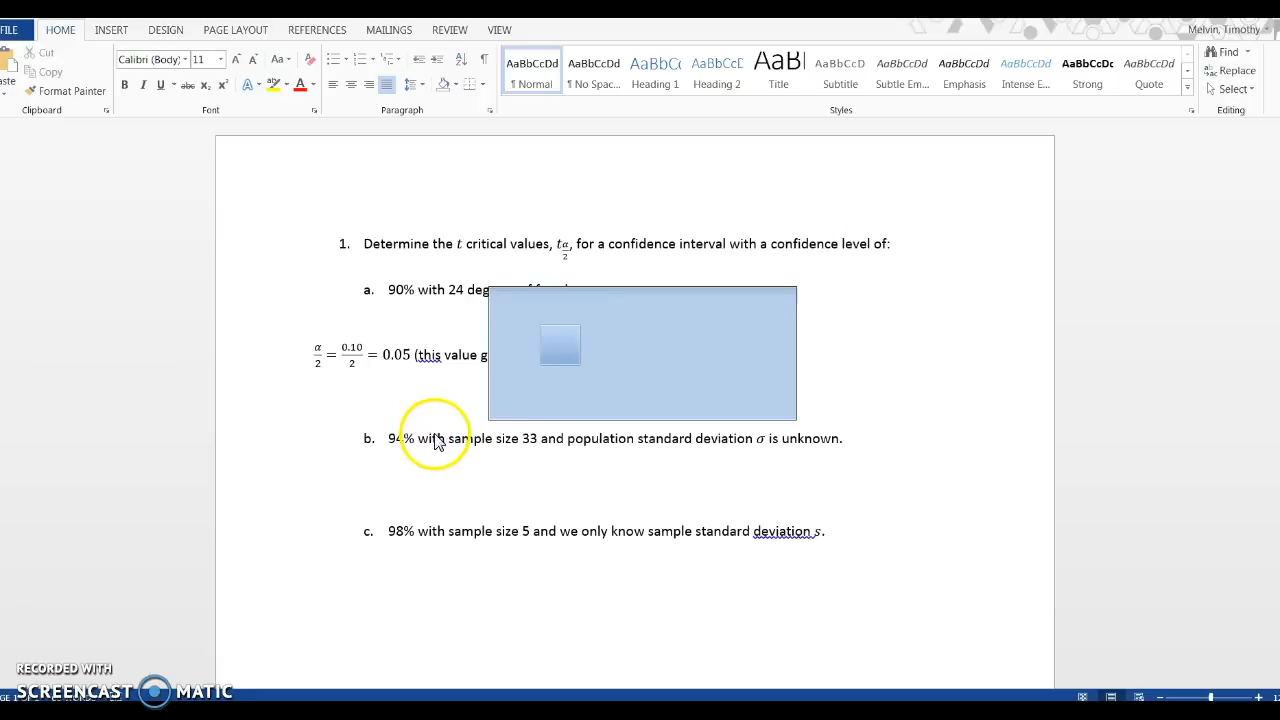 FILE HOME INSERT DESIGN PAGE LAYOUT REFERENCES MAILINGS REVIEW VIEW Melvin, Timothy
Cut
Copy
Format Painter
Calibri (Body) 11
AaBbCcDd AaBbCcDd AaBbCc AaBbCcD AaBl AaBbCcDd AaBbCcDd AaBbCcDd AaBbCcDc AaBbCcDd
¶ Normal ¶ No Spac... Heading 1 Heading 2 Title Subtitle Subtle Em... Emphasis Intense E... Strong Quote
Find
Replace
Select
Clipboard Font Paragraph Styles Editing
1. Determine the t critical values, t α/2, for a confidence interval with a confidence level of:
a. 90% with 24
α/2 = 0.10/2 = 0.05 (this value
b. 94% with sample size 33 and population standard deviation σ is unknown.
c. 98% with sample size 5 and we only know sample standard deviation s.
RECORDED WITH
SCREENCAST MATIC